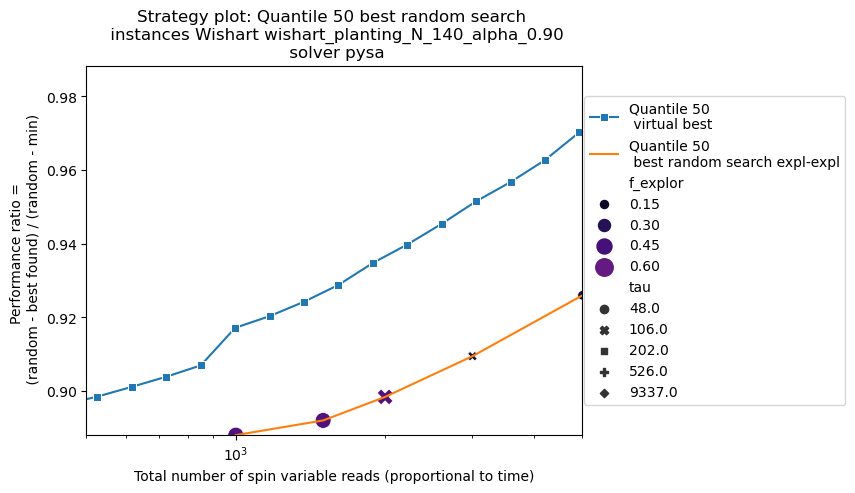 Strategy plot: Quantile 50 best random search
instances Wishart wishart_planting_N_140_alpha_0.90
solver pysa
0.98
0.96
0.94
0.92
0.90
Performance ratio =
(random - best found) / (random - min)
10^3
Total number of spin variable reads (proportional to time)
Quantile 50
virtual best
Quantile 50
best random search expl-expl
f_explor
0.15
0.30
0.45
0.60
tau
48.0
106.0
202.0
526.0
9337.0